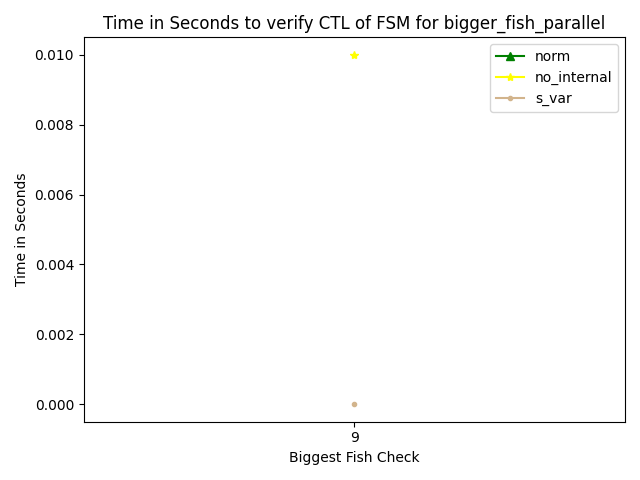 Time in Seconds to verify CTL of FSM for bigger_fish_parallel
norm
no_internal
s_var
0.010
0.008
0.006
0.004
0.002
0.000
Time in Seconds
9
Biggest Fish Check